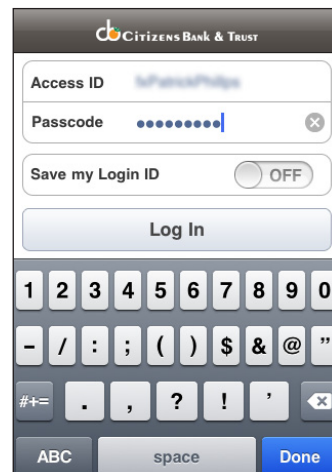 cb Citizens Bank & Trust
Access ID
Passcode •••••••••
Save my Login ID OFF
Log In
1 2 3 4 5 6 7 8 9 0
- / : ; ( ) $ & @ ”
#+= . , ? ! ’
ABC space Done